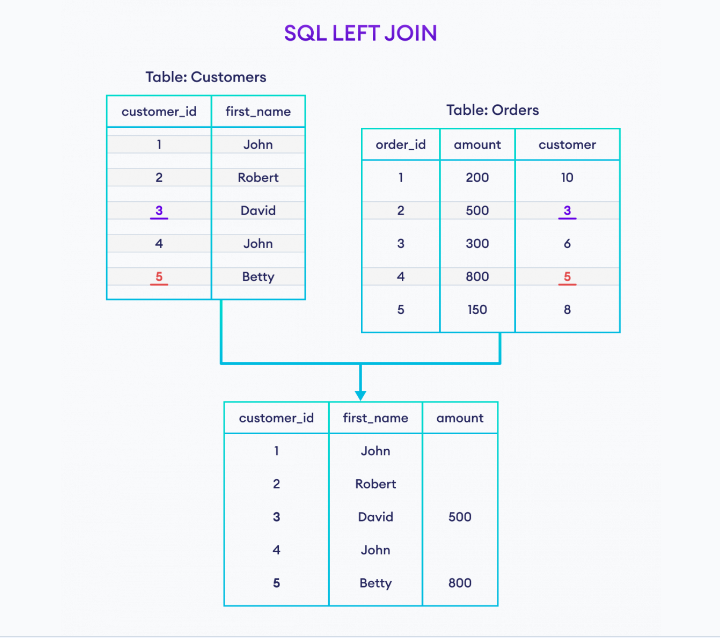 SQL LEFT JOIN
Table: Customers
customer_id first_name
1 John
2 Robert
3 David
4 John
5 Betty
Table: Orders
order_id amount customer
1 200 10
2 500 3
3 300 6
4 800 5
5 150 8
customer_id first_name amount
1 John
2 Robert
3 David 500
4 John
5 Betty 800